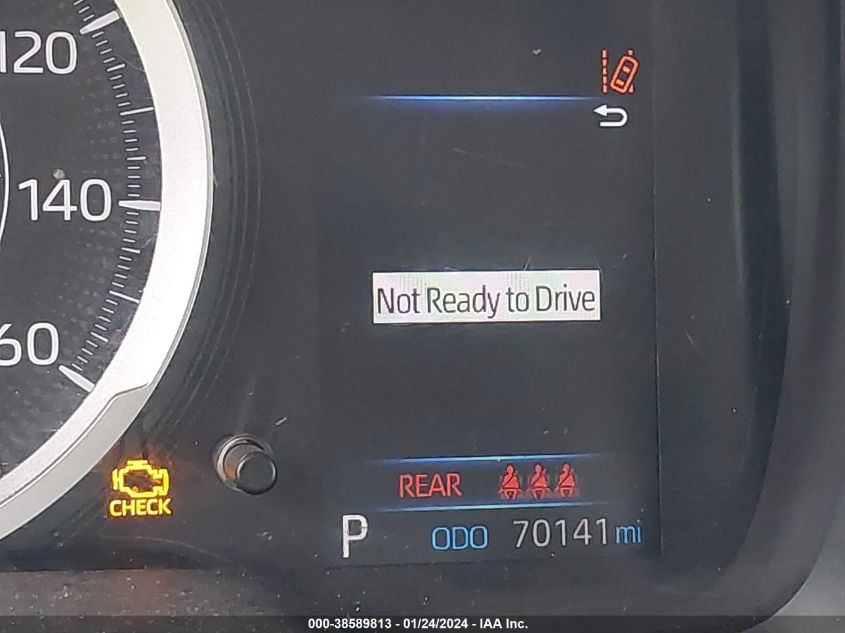 120
140
60
Not Ready to Drive
CHECK
REAR
P ODO 70141 mi
000-38589813 - 01/24/2024 - IAA Inc.